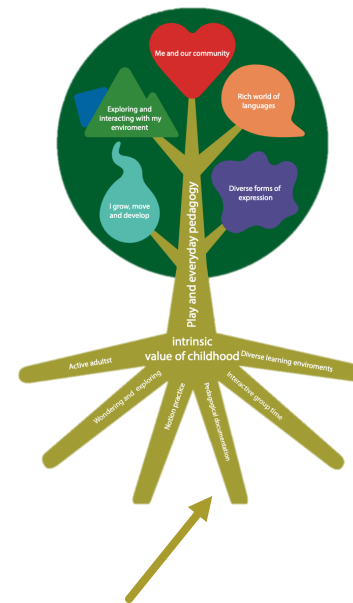 Me and our community
Exploring and
interacting with my
enviroment
Rich world of
languages
I grow, move
and develop
Diverse forms of
expression
Play and everyday pedagogy
intrinsic
value of childhood
Active adultst
Wondering and exploring
Notion practice
Pedagogical documentation
Interactive group time
Diverse learning enviroments